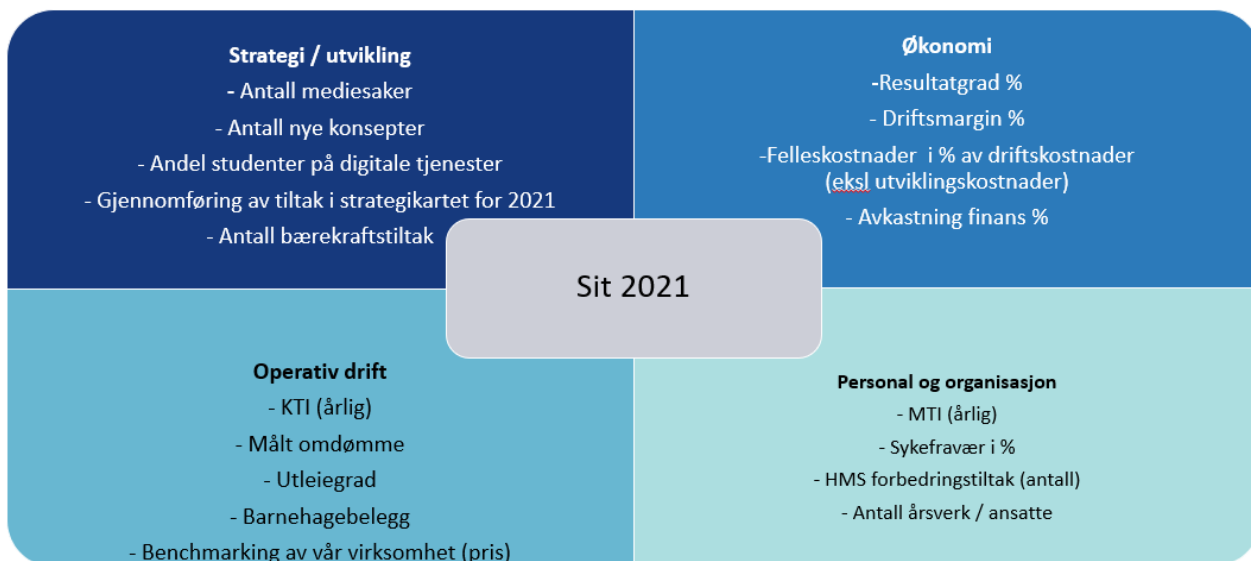 Strategi / utvikling
- Antall mediesaker
- Antall nye konsepter
- Andel studenter på digitale tjenester
- Gjennomføring av tiltak i strategikartet for 2021
- Antall bærekraftstiltak
Økonomi
-Resultatgrad %
- Driftsmargin %
-Felleskostnader i % av driftskostnader
(eksl utviklingskostnader)
- Avkastning finans %
Sit 2021
Operativ drift
- KTI (årlig)
- Målt omdømme
- Utleiegrad
- Barnehagebelegg
- Benchmarking av vår virksomhet (pris)
Personal og organisasjon
- MTI (årlig)
- Sykefravær i %
- HMS forbedringstiltak (antall)
- Antall årsverk / ansatte